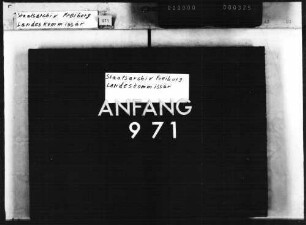 Staatsarchiv Freiburg
Landeskommissar
971
Staatsarchiv Freiburg
Landeskommissar
ANFANG
971